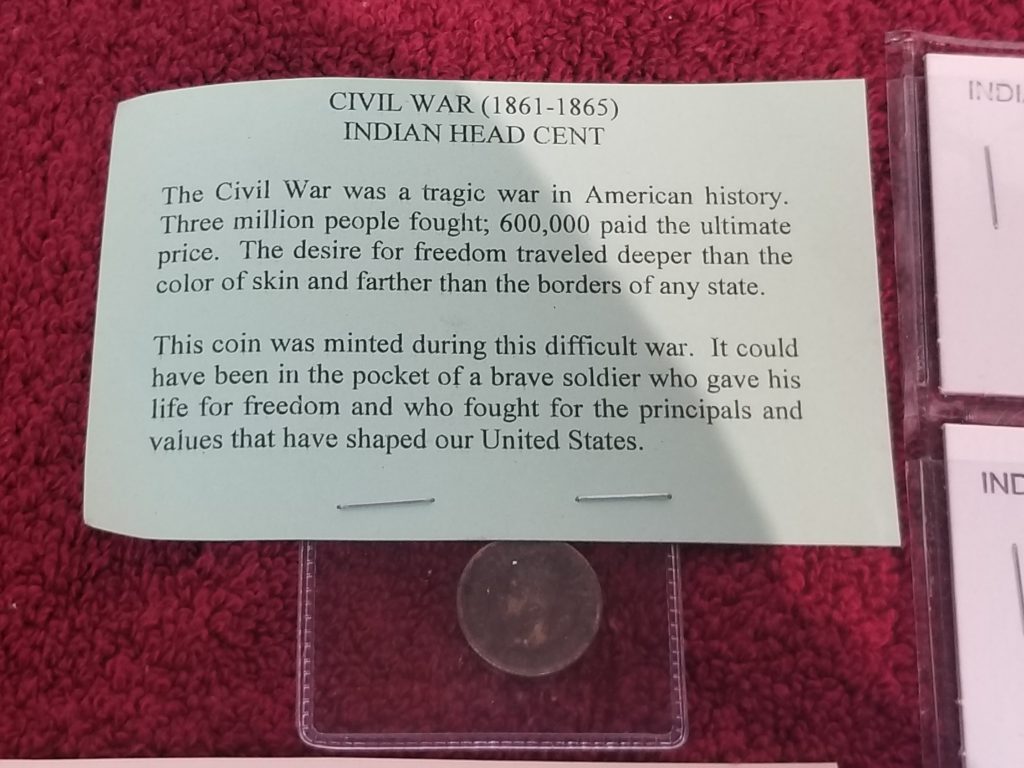 CIVIL WAR (1861-1865)
INDIAN HEAD CENT
The Civil War was a tragic war in American history.
Three million people fought; 600,000 paid the ultimate
price. The desire for freedom traveled deeper than the
color of skin and farther than the borders of any state.
This coin was minted during this difficult war. It could
have been in the pocket of a brave soldier who gave his
life for freedom and who fought for the principals and
values that have shaped our United States.
INDI
IND